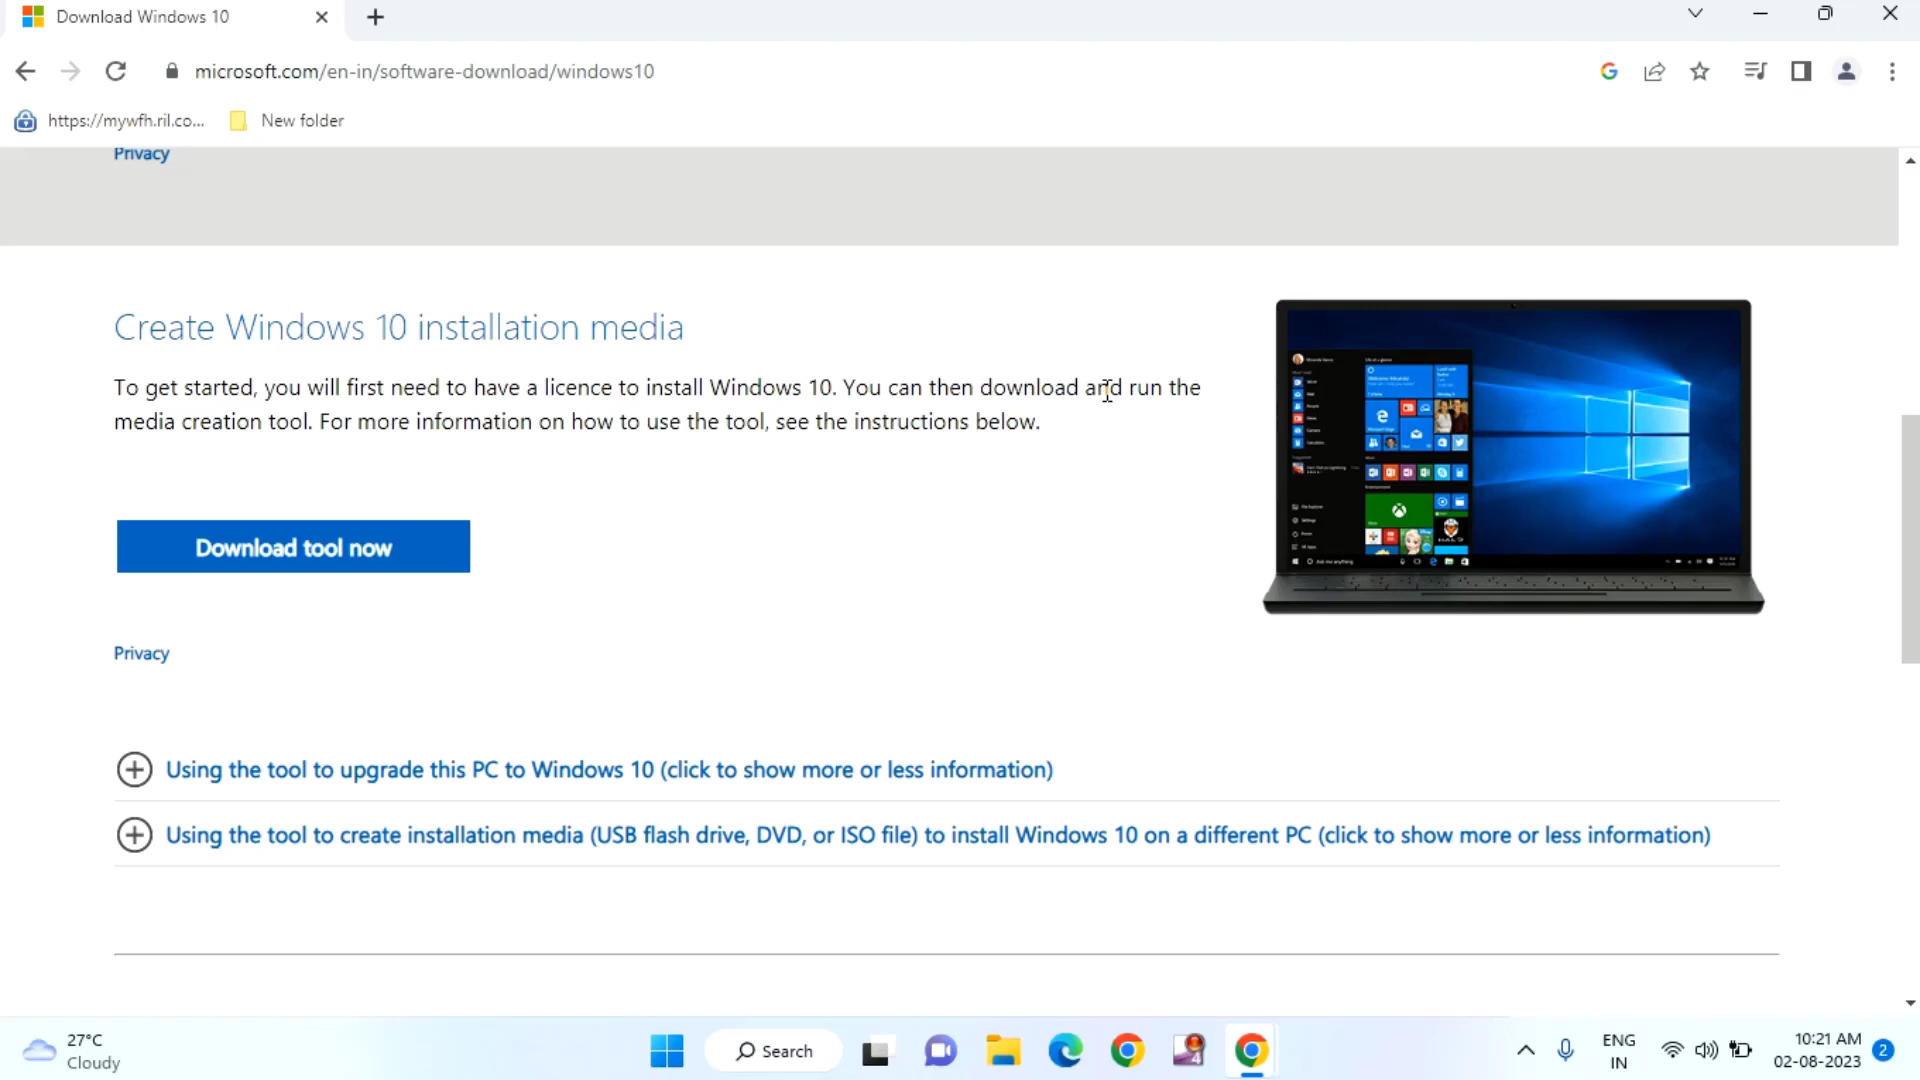 Download Windows 10
microsoft.com/en-in/software-download/windows10
https://mywfh.ril.co...
New folder
Privacy
Create Windows 10 installation media
To get started, you will first need to have a licence to install Windows 10. You can then download and run the
media creation tool. For more information on how to use the tool, see the instructions below.
Download tool now
Privacy
Using the tool to upgrade this PC to Windows 10 (click to show more or less information)
Using the tool to create installation media (USB flash drive, DVD, or ISO file) to install Windows 10 on a different PC (click to show more or less information)
27°C
Cloudy
Search
4
ENG
IN
10:21 AM
02-08-2023
2